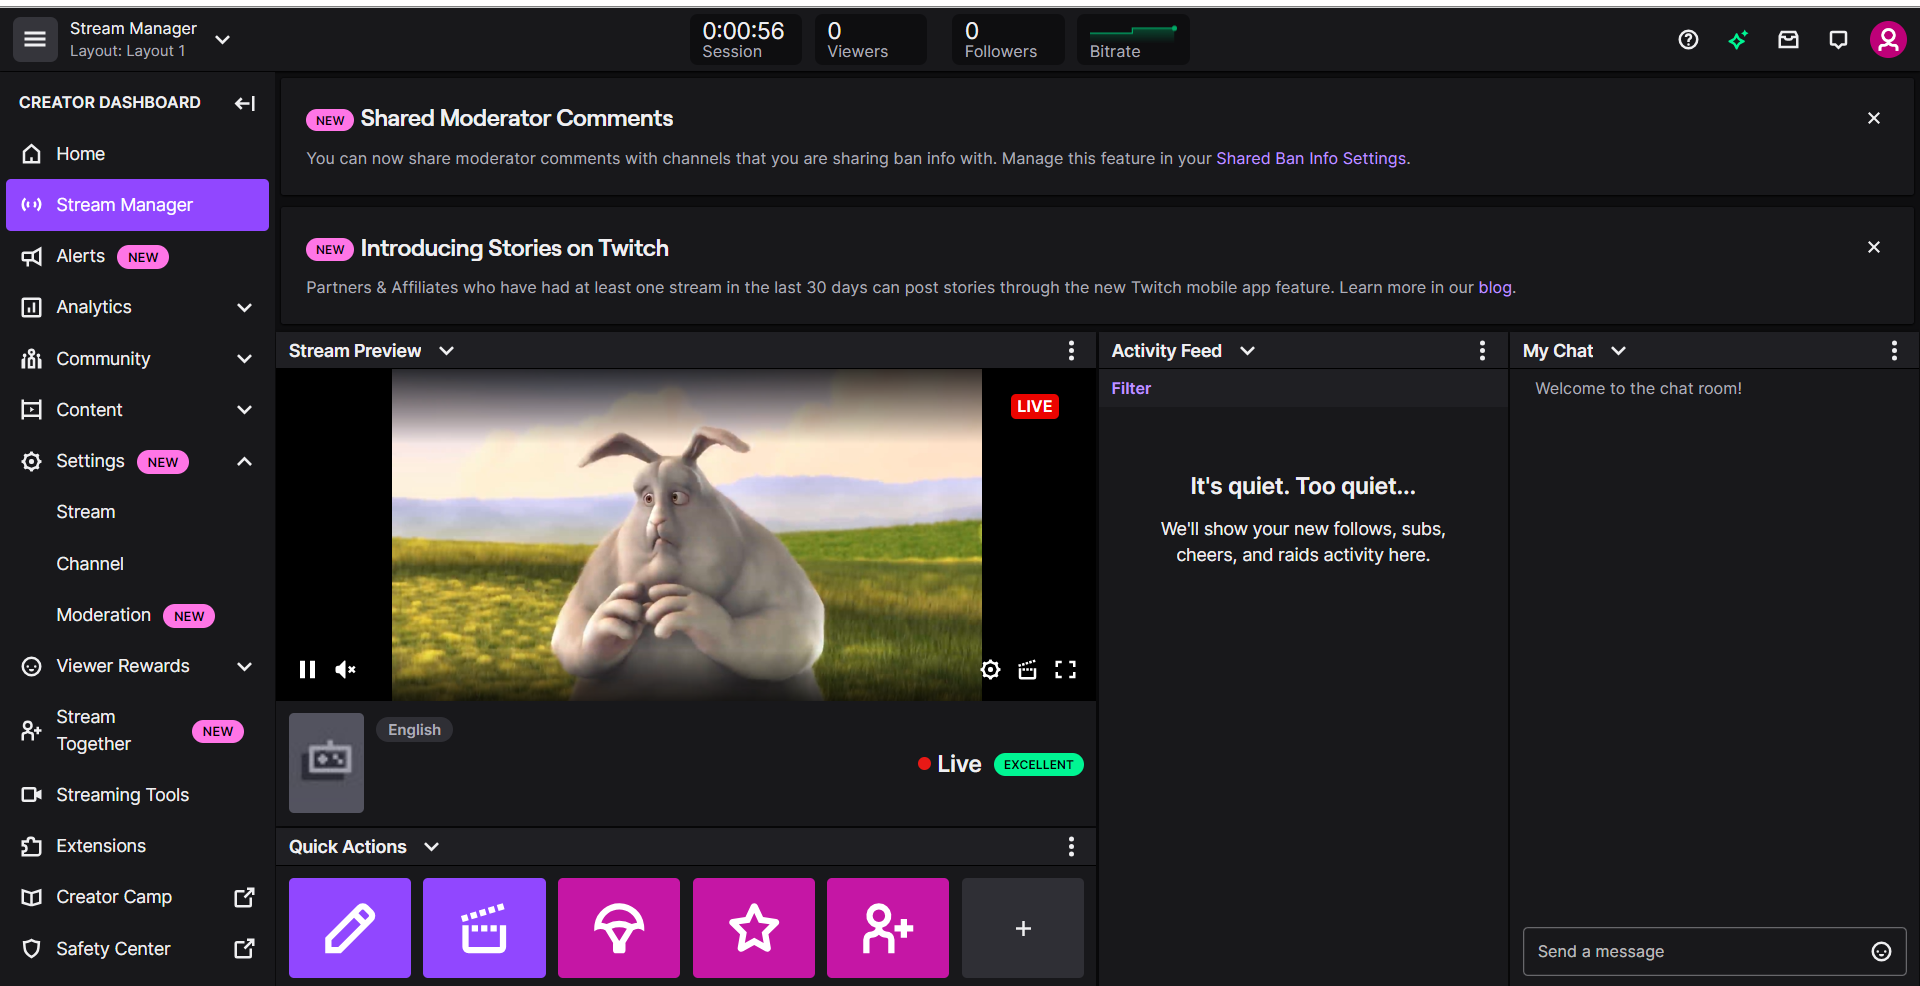 Stream Manager
Layout: Layout 1
0:00:56
Session
0
Viewers
0
Followers
Bitrate
CREATOR DASHBOARD
Home
Stream Manager
Alerts NEW
Analytics
Community
Content
Settings NEW
Stream
Channel
Moderation NEW
Viewer Rewards
Stream
Together NEW
Streaming Tools
Extensions
Creator Camp
Safety Center
NEW Shared Moderator Comments
You can now share moderator comments with channels that you are sharing ban info with. Manage this feature in your Shared Ban Info Settings.
NEW Introducing Stories on Twitch
Partners & Affiliates who have had at least one stream in the last 30 days can post stories through the new Twitch mobile app feature. Learn more in our blog.
Stream Preview
LIVE
English
Live EXCELLENT
Quick Actions
+
Activity Feed
Filter
It's quiet. Too quiet...
We'll show your new follows, subs,
cheers, and raids activity here.
My Chat
Welcome to the chat room!
Send a message